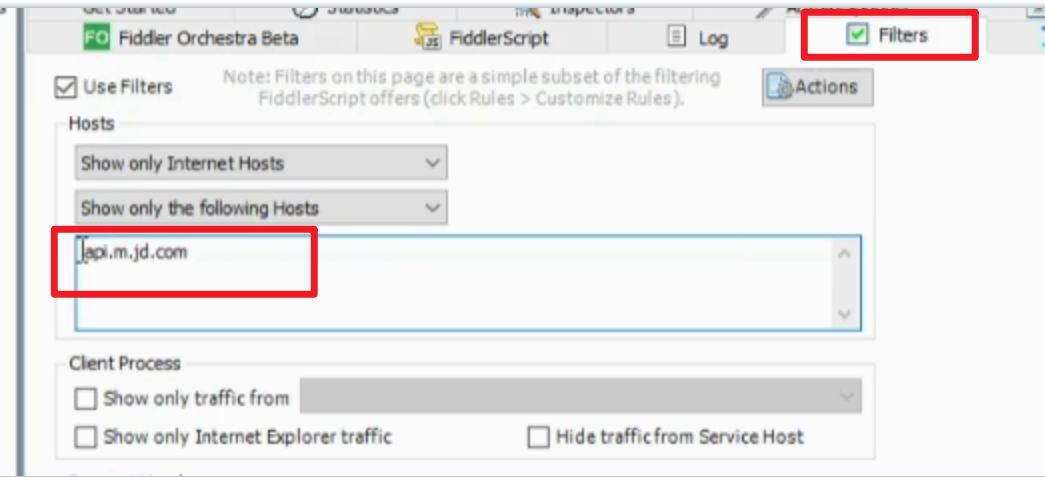 Get Started Statistics Inspectors
FO Fiddler Orchestra Beta JS FiddlerScript Log Filters
Use Filters Note: Filters on this page are a simple subset of the filtering FiddlerScript offers (click Rules > Customize Rules). Actions
Hosts
Show only Internet Hosts
Show only the following Hosts
api.m.jd.com
Client Process
Show only traffic from
Show only Internet Explorer traffic Hide traffic from Service Host